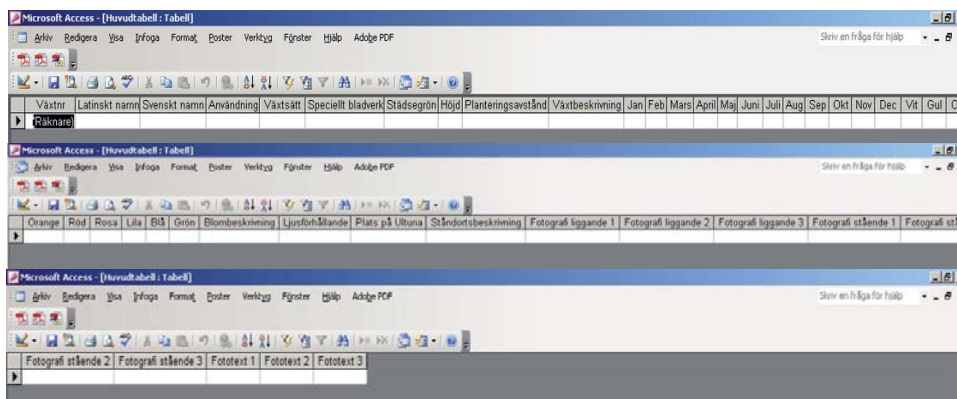 Microsoft Access - [Huvudtabell : Tabell]
Arkiv Redigera Visa Infoga Format Poster Verktyg Fönster Hjälp Adobe PDF Skriv en fråga för hjälp
Växtnr Latinskt namn Svenskt namn Användning Växtsätt Speciellt bladverk Städsegrön Höjd Planteringsavstånd Växtbeskrivning Jan Feb Mars April Maj Juni Juli Aug Sep Okt Nov Dec Vit Gul
(Räknare)
Microsoft Access - [Huvudtabell : Tabell]
Arkiv Redigera Visa Infoga Format Poster Verktyg Fönster Hjälp Adobe PDF Skriv en fråga för hjälp
Orange Röd Rosa Lila Blå Grön Blombeskrivning Ljusförhållande Plats på Ultuna Ståndortsbeskrivning Fotografi liggande 1 Fotografi liggande 2 Fotografi liggande 3 Fotografi stående 1 Fotografi
Microsoft Access - [Huvudtabell : Tabell]
Arkiv Redigera Visa Infoga Format Poster Verktyg Fönster Hjälp Adobe PDF Skriv en fråga för hjälp
Fotografi stående 2 Fotografi stående 3 Fototext 1 Fototext 2 Fototext 3